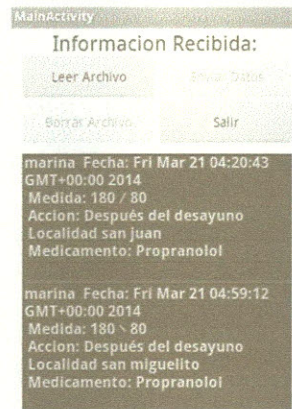 MainActivity
Informacion Recibida:
Leer Archivo Enviar Datos
Borrar Archivo Salir
marina Fecha: Fri Mar 21 04:20:43
GMT+00:00 2014
Medida: 180 / 80
Accion: Después del desayuno
Localidad san juan
Medicamento: Propranolol
marina Fecha: Fri Mar 21 04:59:12
GMT+00:00 2014
Medida: 180 \ 80
Accion: Después del desayuno
Localidad san miguelito
Medicamento: Propranolol